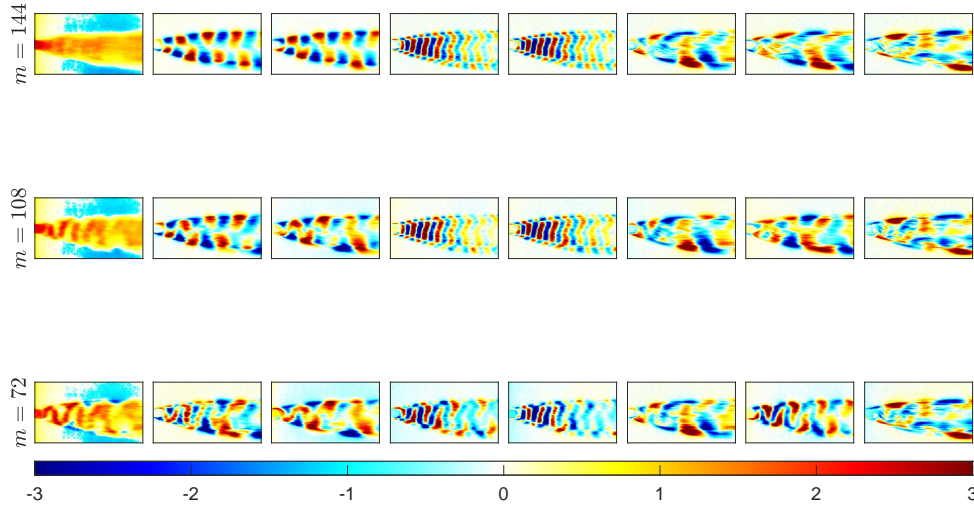 m = 144
m = 108
m = 72
-3 -2 -1 0 1 2 3